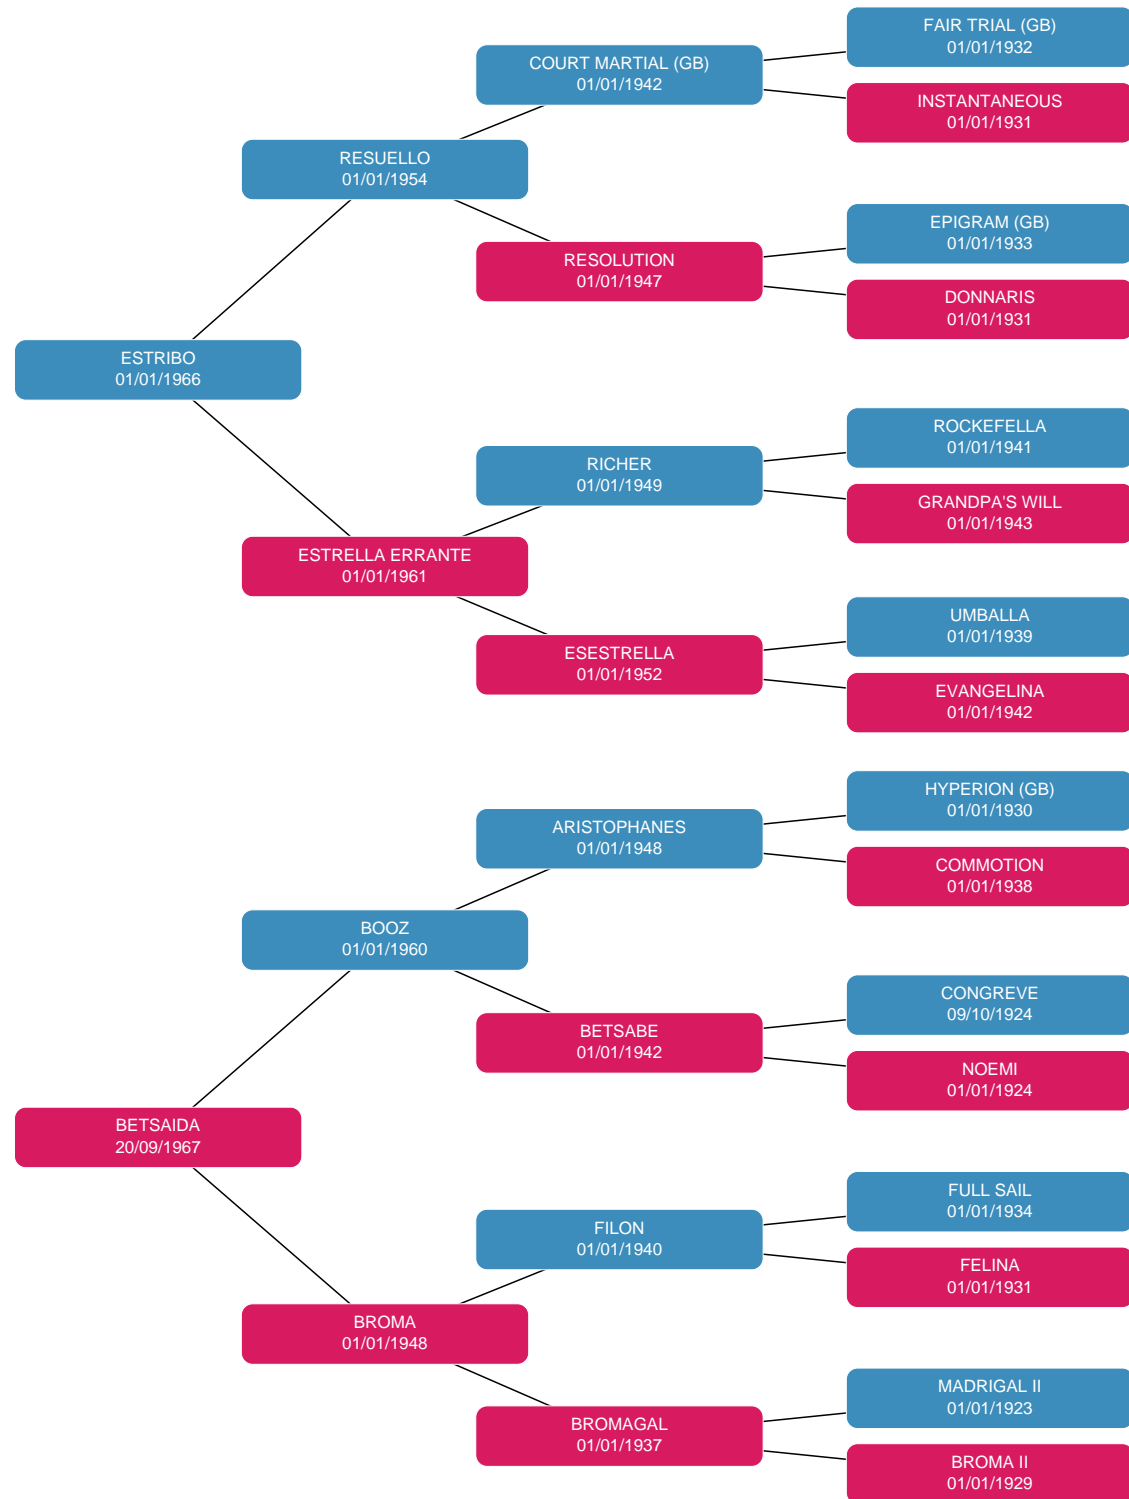 FAIR TRIAL (GB)
01/01/1932
COURT MARTIAL (GB)
01/01/1942
INSTANTANEOUS
01/01/1931
RESUELLO
01/01/1954
EPIGRAM (GB)
01/01/1933
RESOLUTION
01/01/1947
DONNARIS
01/01/1931
ESTRIBO
01/01/1966
ROCKEFELLA
01/01/1941
RICHER
01/01/1949
GRANDPA'S WILL
01/01/1943
ESTRELLA ERRANTE
01/01/1961
UMBALLA
01/01/1939
ESESTRELLA
01/01/1952
EVANGELINA
01/01/1942
HYPERION (GB)
01/01/1930
ARISTOPHANES
01/01/1948
COMMOTION
01/01/1938
BOOZ
01/01/1960
CONGREVE
09/10/1924
BETSABE
01/01/1942
NOEMI
01/01/1924
BETSAIDA
20/09/1967
FULL SAIL
01/01/1934
FILON
01/01/1940
FELINA
01/01/1931
BROMA
01/01/1948
MADRIGAL II
01/01/1923
BROMAGAL
01/01/1937
BROMA II
01/01/1929